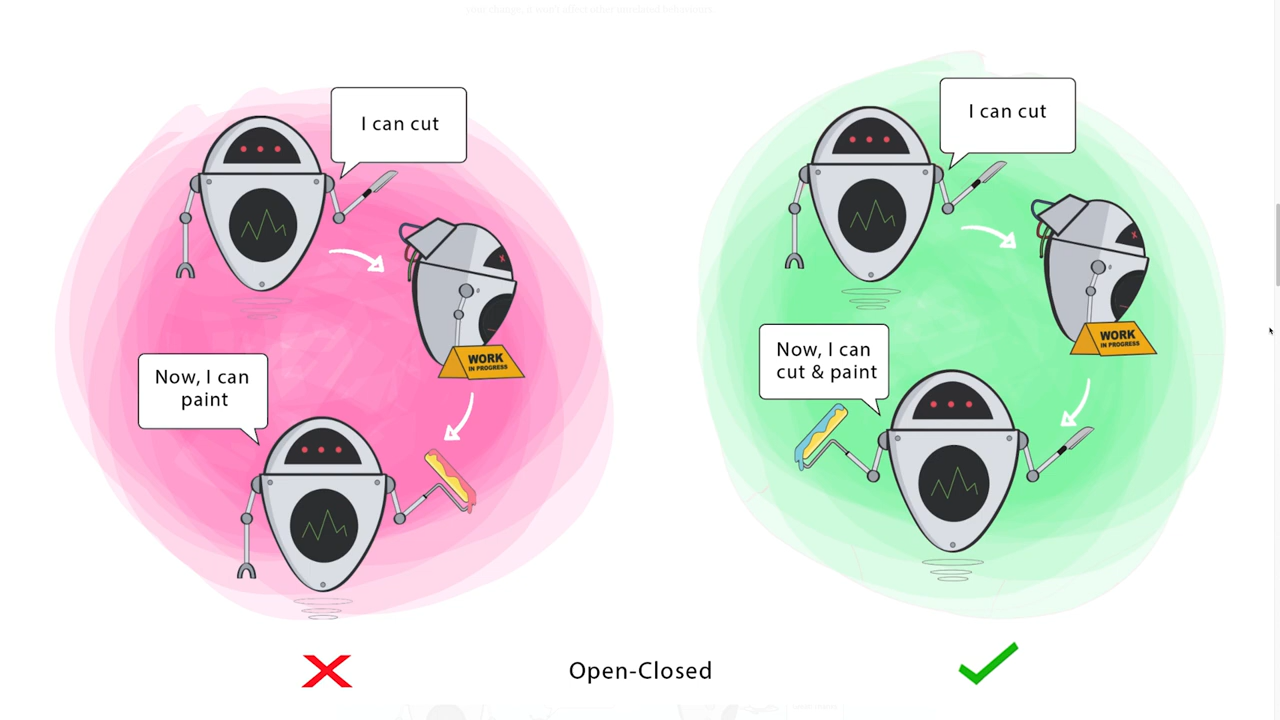 I can cut
WORK
IN PROGRESS
Now, I can
paint
I can cut
WORK
IN PROGRESS
Now, I can
cut & paint
Open-Closed